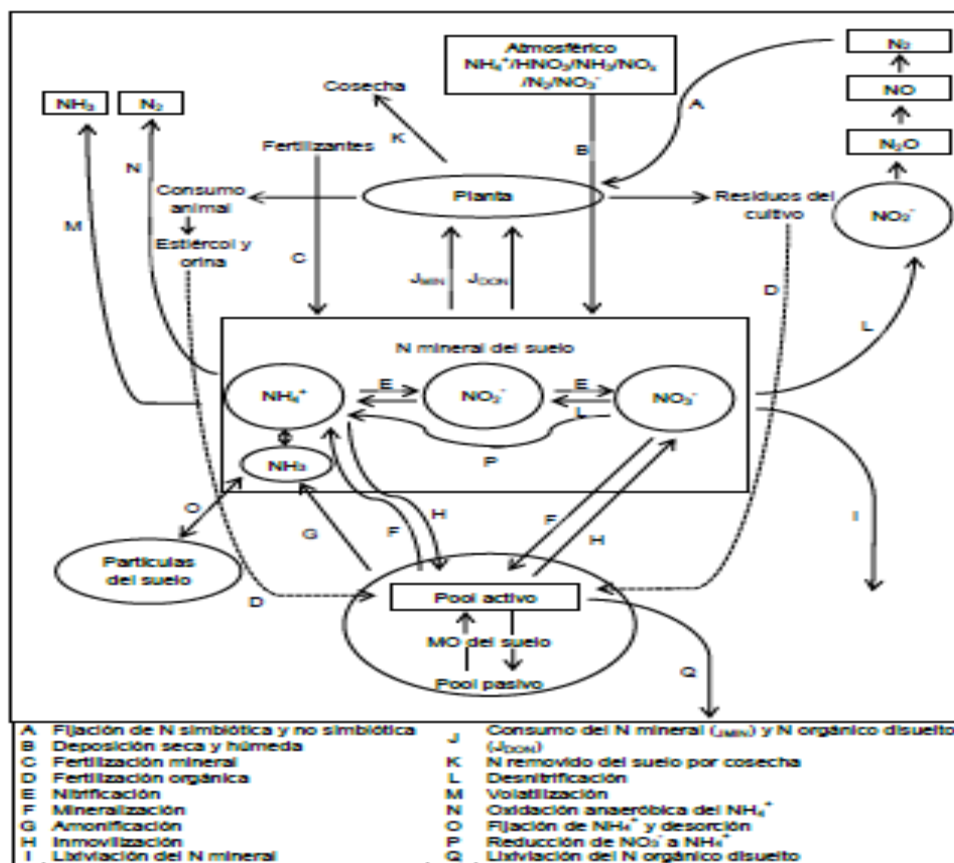 Atmosférico
NH₄⁺/HNO₃/NH₃/NOₓ
/N₂/NO₃⁻
N₂
NO
N₂O
NO₂⁻
A
NH₃
N₂
Cosecha
K
B
Fertilizantes
N
Consumo
animal
Planta
Residuos del
cultivo
M
Estiércol y
orina
C
J_MIN
J_DON
D
L
N mineral del suelo
NH₄⁺
E
NO₂⁻
E
NO₃⁻
L
P
NH₃
O
G
F
H
F
H
I
Partículas
del suelo
D
Pool activo
MO del suelo
Pool pasivo
Q
A Fijación de N simbiótica y no simbiótica
B Deposición seca y húmeda
C Fertilización mineral
D Fertilización orgánica
E Nitrificación
F Mineralización
G Amonificación
H Inmovilización
I Lixiviación del N mineral
J Consumo del N mineral (J_MIN) y N orgánico disuelto
(J_DON)
K N removido del suelo por cosecha
L Desnitrificación
M Volatilización
N Oxidación anaeróbica del NH₄⁺
O Fijación de NH₄⁺ y desorción
P Reducción de NO₃⁻ a NH₄⁺
Q Lixiviación del N orgánico disuelto